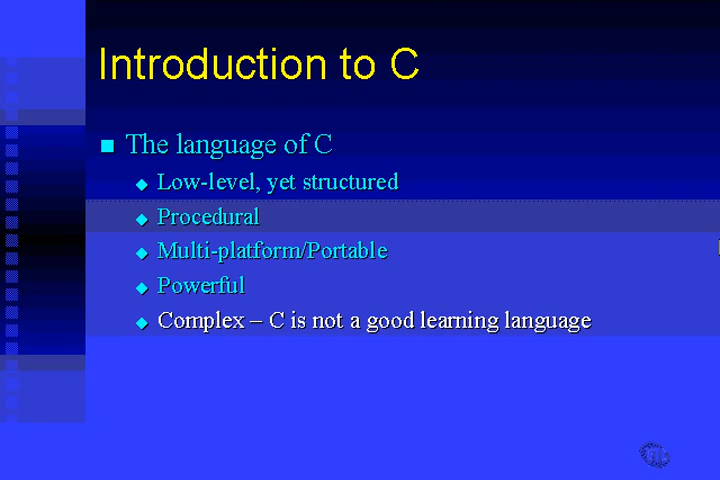 Introduction to C
The language of C
Low-level, yet structured
Procedural
Multi-platform/Portable
Powerful
Complex – C is not a good learning language